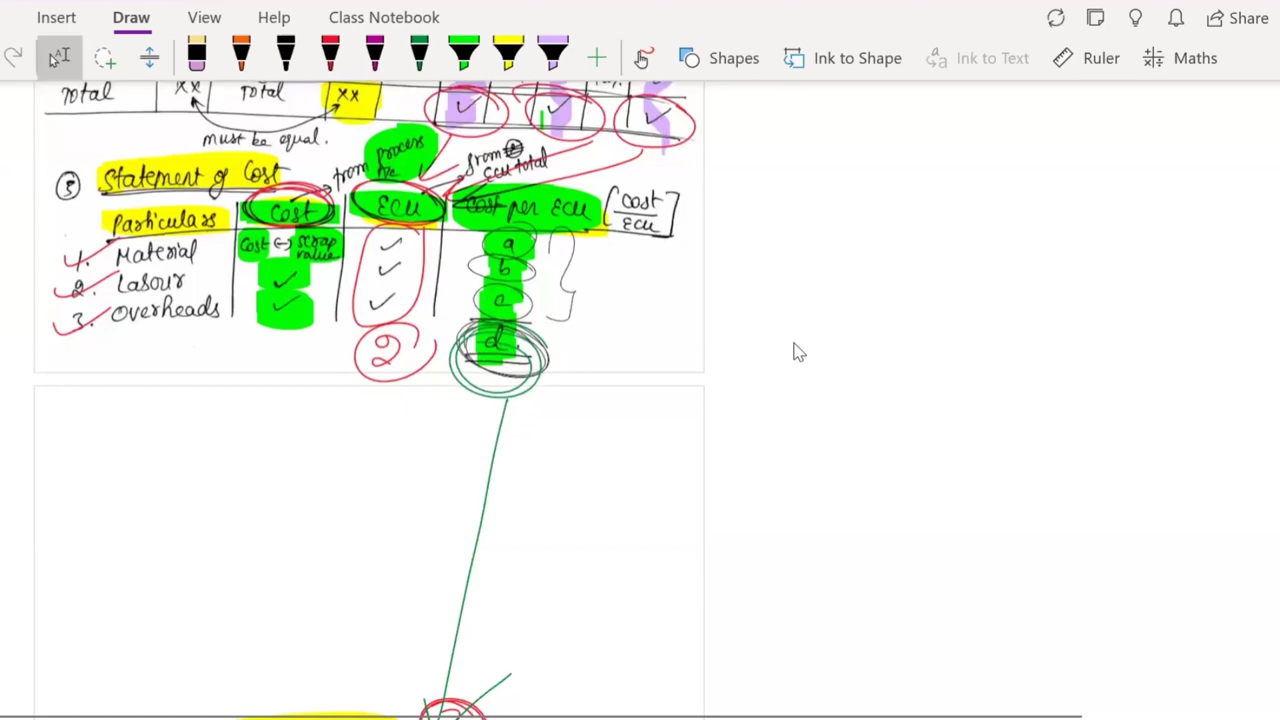 Insert Draw View Help Class Notebook Share
Shapes Ink to Shape Ink to Text Ruler Maths
Total xx Total xx
must be equal.
③ Statement of Cost from process from
ECU total
Particulars Cost ECU Cost per ECU [Cost/ECU]
1. Material Cost (-) scrap value ✓ a
2. Labour ✓ ✓ b
3. Overheads ✓ ✓ c
2 d